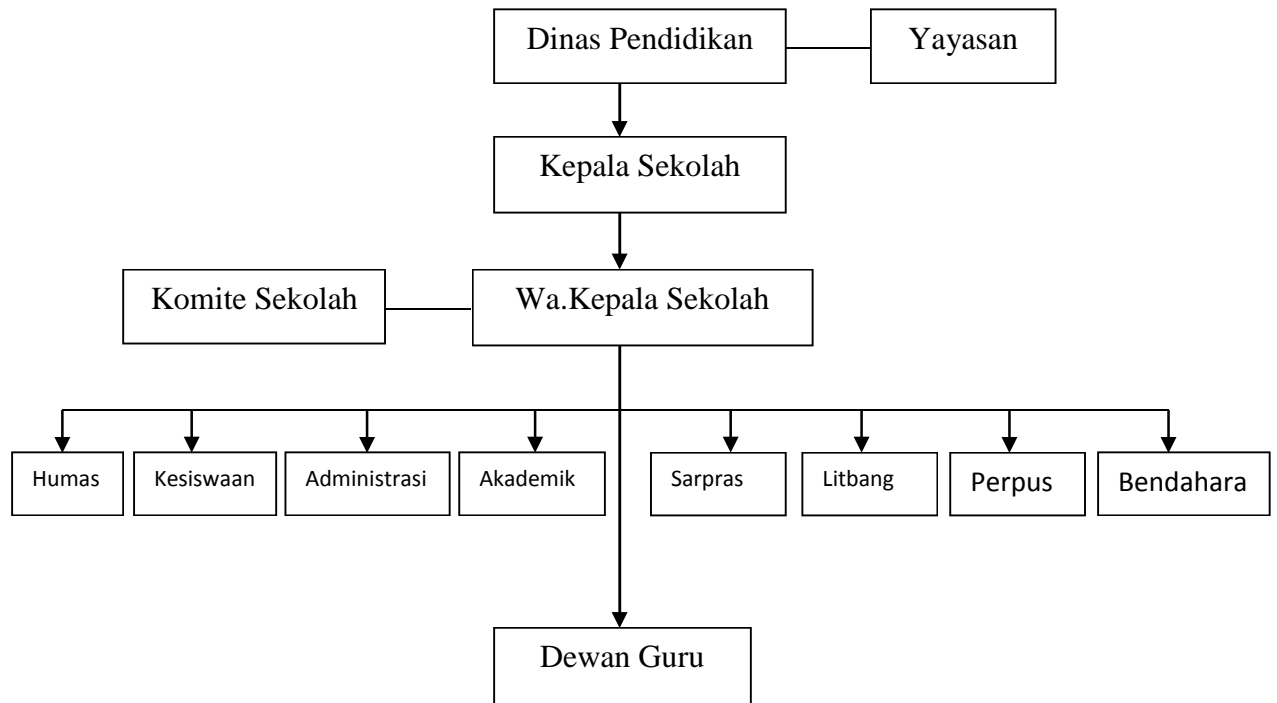 Dinas Pendidikan
Yayasan
Kepala Sekolah
Komite Sekolah
Wa.Kepala Sekolah
Humas
Kesiswaan
Administrasi
Akademik
Sarpras
Litbang
Perpus
Bendahara
Dewan Guru